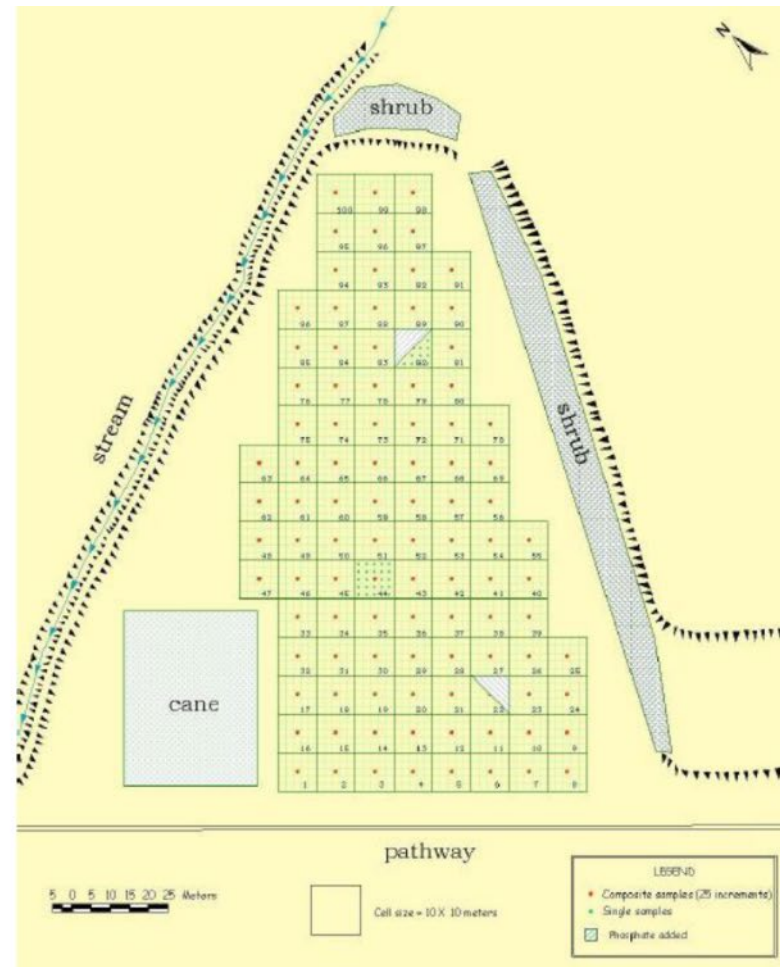 N
shrub
100 99 98
95 96 97
94 93 92 91
86 87 88 89 90
85 84 83 82 81
76 77 78 79 80
75 74 73 72 71 70
63 64 65 66 67 68 69
62 61 60 59 58 57 56
48 49 50 51 52 53 54 55
47 46 45 44 43 42 41 40
33 34 35 36 37 38 39
32 31 30 29 28 27 26 25
17 18 19 20 21 22 23 24
16 15 14 13 12 11 10 9
1 2 3 4 5 6 7 8
stream
shrub
cane
pathway
5 0 5 10 15 20 25 Meters
Cell size = 10 X 10 meters
LEGEND
Composite samples (25 increments)
Single samples
Phosphate added